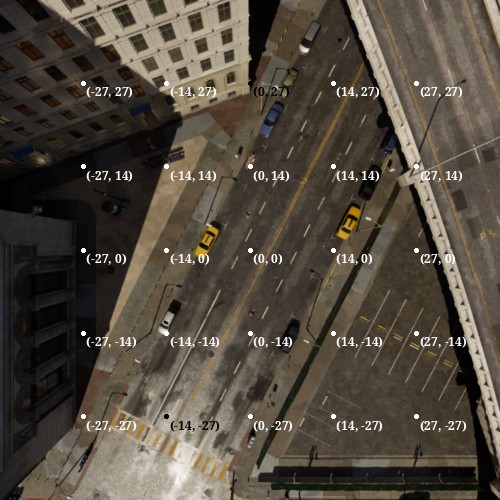 (-27, 27) (-14, 27) (0, 27) (14, 27) (27, 27)
(-27, 14) (-14, 14) (0, 14) (14, 14) (27, 14)
(-27, 0) (-14, 0) (0, 0) (14, 0) (27, 0)
(-27, -14) (-14, -14) (0, -14) (14, -14) (27, -14)
(-27, -27) (-14, -27) (0, -27) (14, -27) (27, -27)